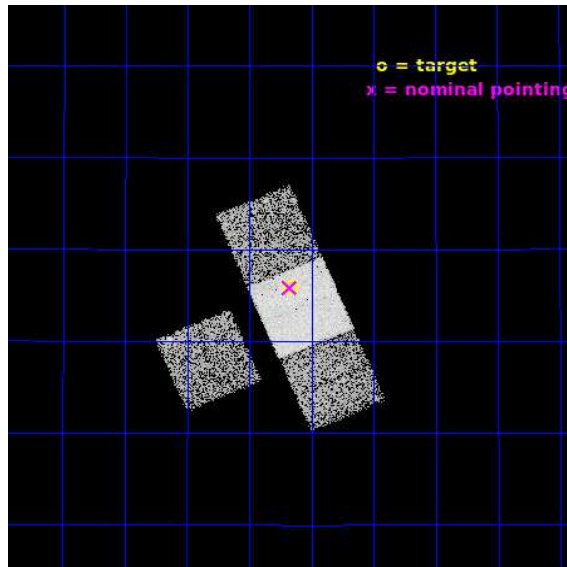 o = target
x = nominal pointing